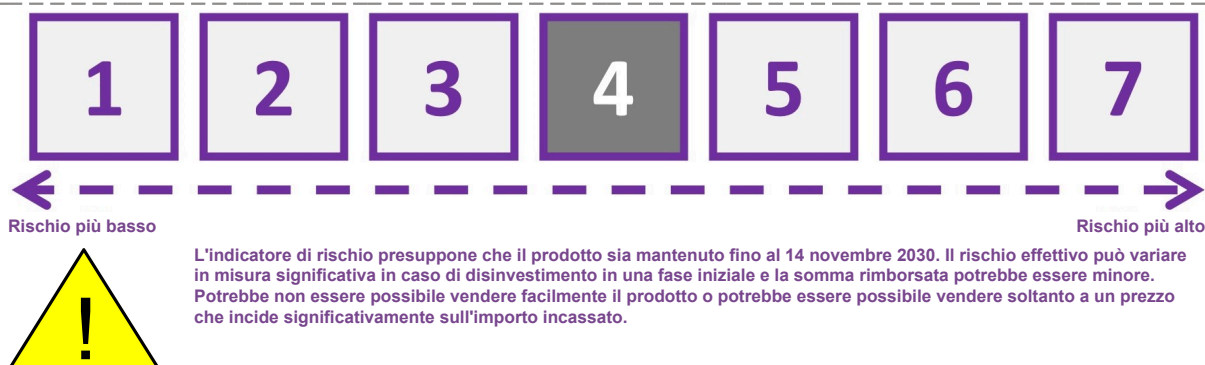 1 2 3 4 5 6 7
Rischio più basso Rischio più alto
L'indicatore di rischio presuppone che il prodotto sia mantenuto fino al 14 novembre 2030. Il rischio effettivo può variare
in misura significativa in caso di disinvestimento in una fase iniziale e la somma rimborsata potrebbe essere minore.
Potrebbe non essere possibile vendere facilmente il prodotto o potrebbe essere possibile vendere soltanto a un prezzo
che incide significativamente sull'importo incassato.
!